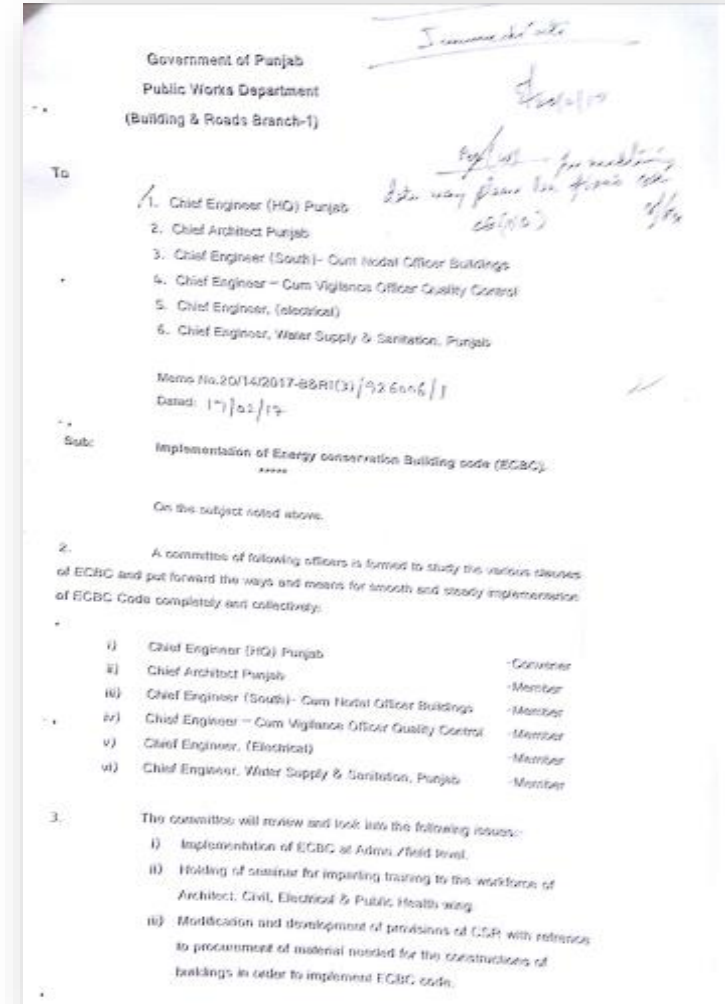 Government of Punjab
Public Works Department
(Building & Roads Branch-1)
To
1. Chief Engineer (HQ) Punjab
2. Chief Architect Punjab
3. Chief Engineer (South)- Cum Nodal Officer Buildings
4. Chief Engineer – Cum Vigilance Officer Quality Control
5. Chief Engineer, (electrical)
6. Chief Engineer, Water Supply & Sanitation, Punjab
Memo No.20/14/2017-B&R1(3)/926006/1
Dated: 17/02/17
Sub: Implementation of Energy conservation Building code (ECBC).
*****
On the subject noted above.
2. A committee of following officers is formed to study the various clauses
of ECBC and put forward the ways and means for smooth and steady implementation
of ECBC Code completely and collectively:
i) Chief Engineer (HQ) Punjab -Convener
ii) Chief Architect Punjab -Member
iii) Chief Engineer (South)- Cum Nodal Officer Buildings -Member
iv) Chief Engineer – Cum Vigilance Officer Quality Control -Member
v) Chief Engineer, (Electrical) -Member
vi) Chief Engineer, Water Supply & Sanitation, Punjab -Member
3. The committee will review and look into the following issues:-
i) Implementation of ECBC at Admn./field level.
ii) Holding of seminar for imparting training to the workforce of
Architect, Civil, Electrical & Public Health wing
iii) Modification and development of provisions of CSR with refrence
to procurement of material needed for the constructions of
buildings in order to implement ECBC code.